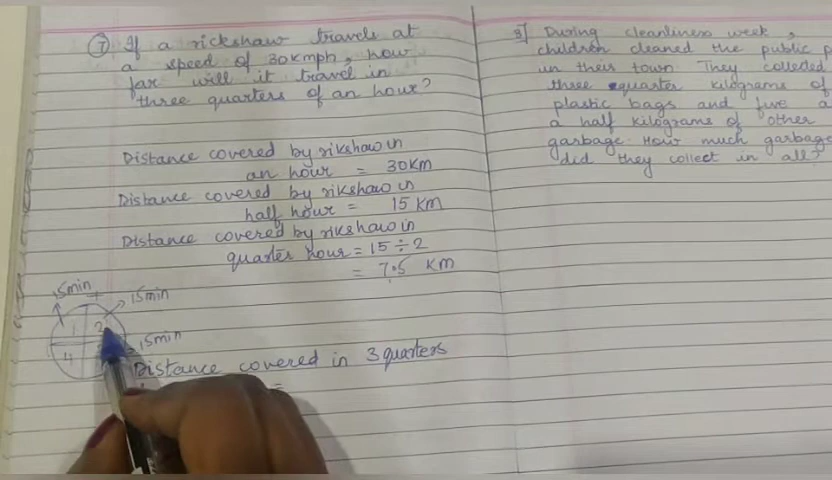 7 If a rickshaw travels at
a speed of 30kmph, how
far will it travel in
three quarters of an hour?
Distance covered by rikshaw in
an hour = 30KM
Distance covered by rikshaw in
half hour = 15 KM
Distance covered by rikshaw in
quarter hour = 15 ÷ 2
= 7.5 KM
15min
15min
1 2
15min
4
Distance covered in 3 quarters
=
8] During cleanliness week,
children cleaned the public p
in their town. They collected
three quarter kilograms of
plastic bags and five a
a half kilograms of other
garbage. How much garbage
did they collect in all?